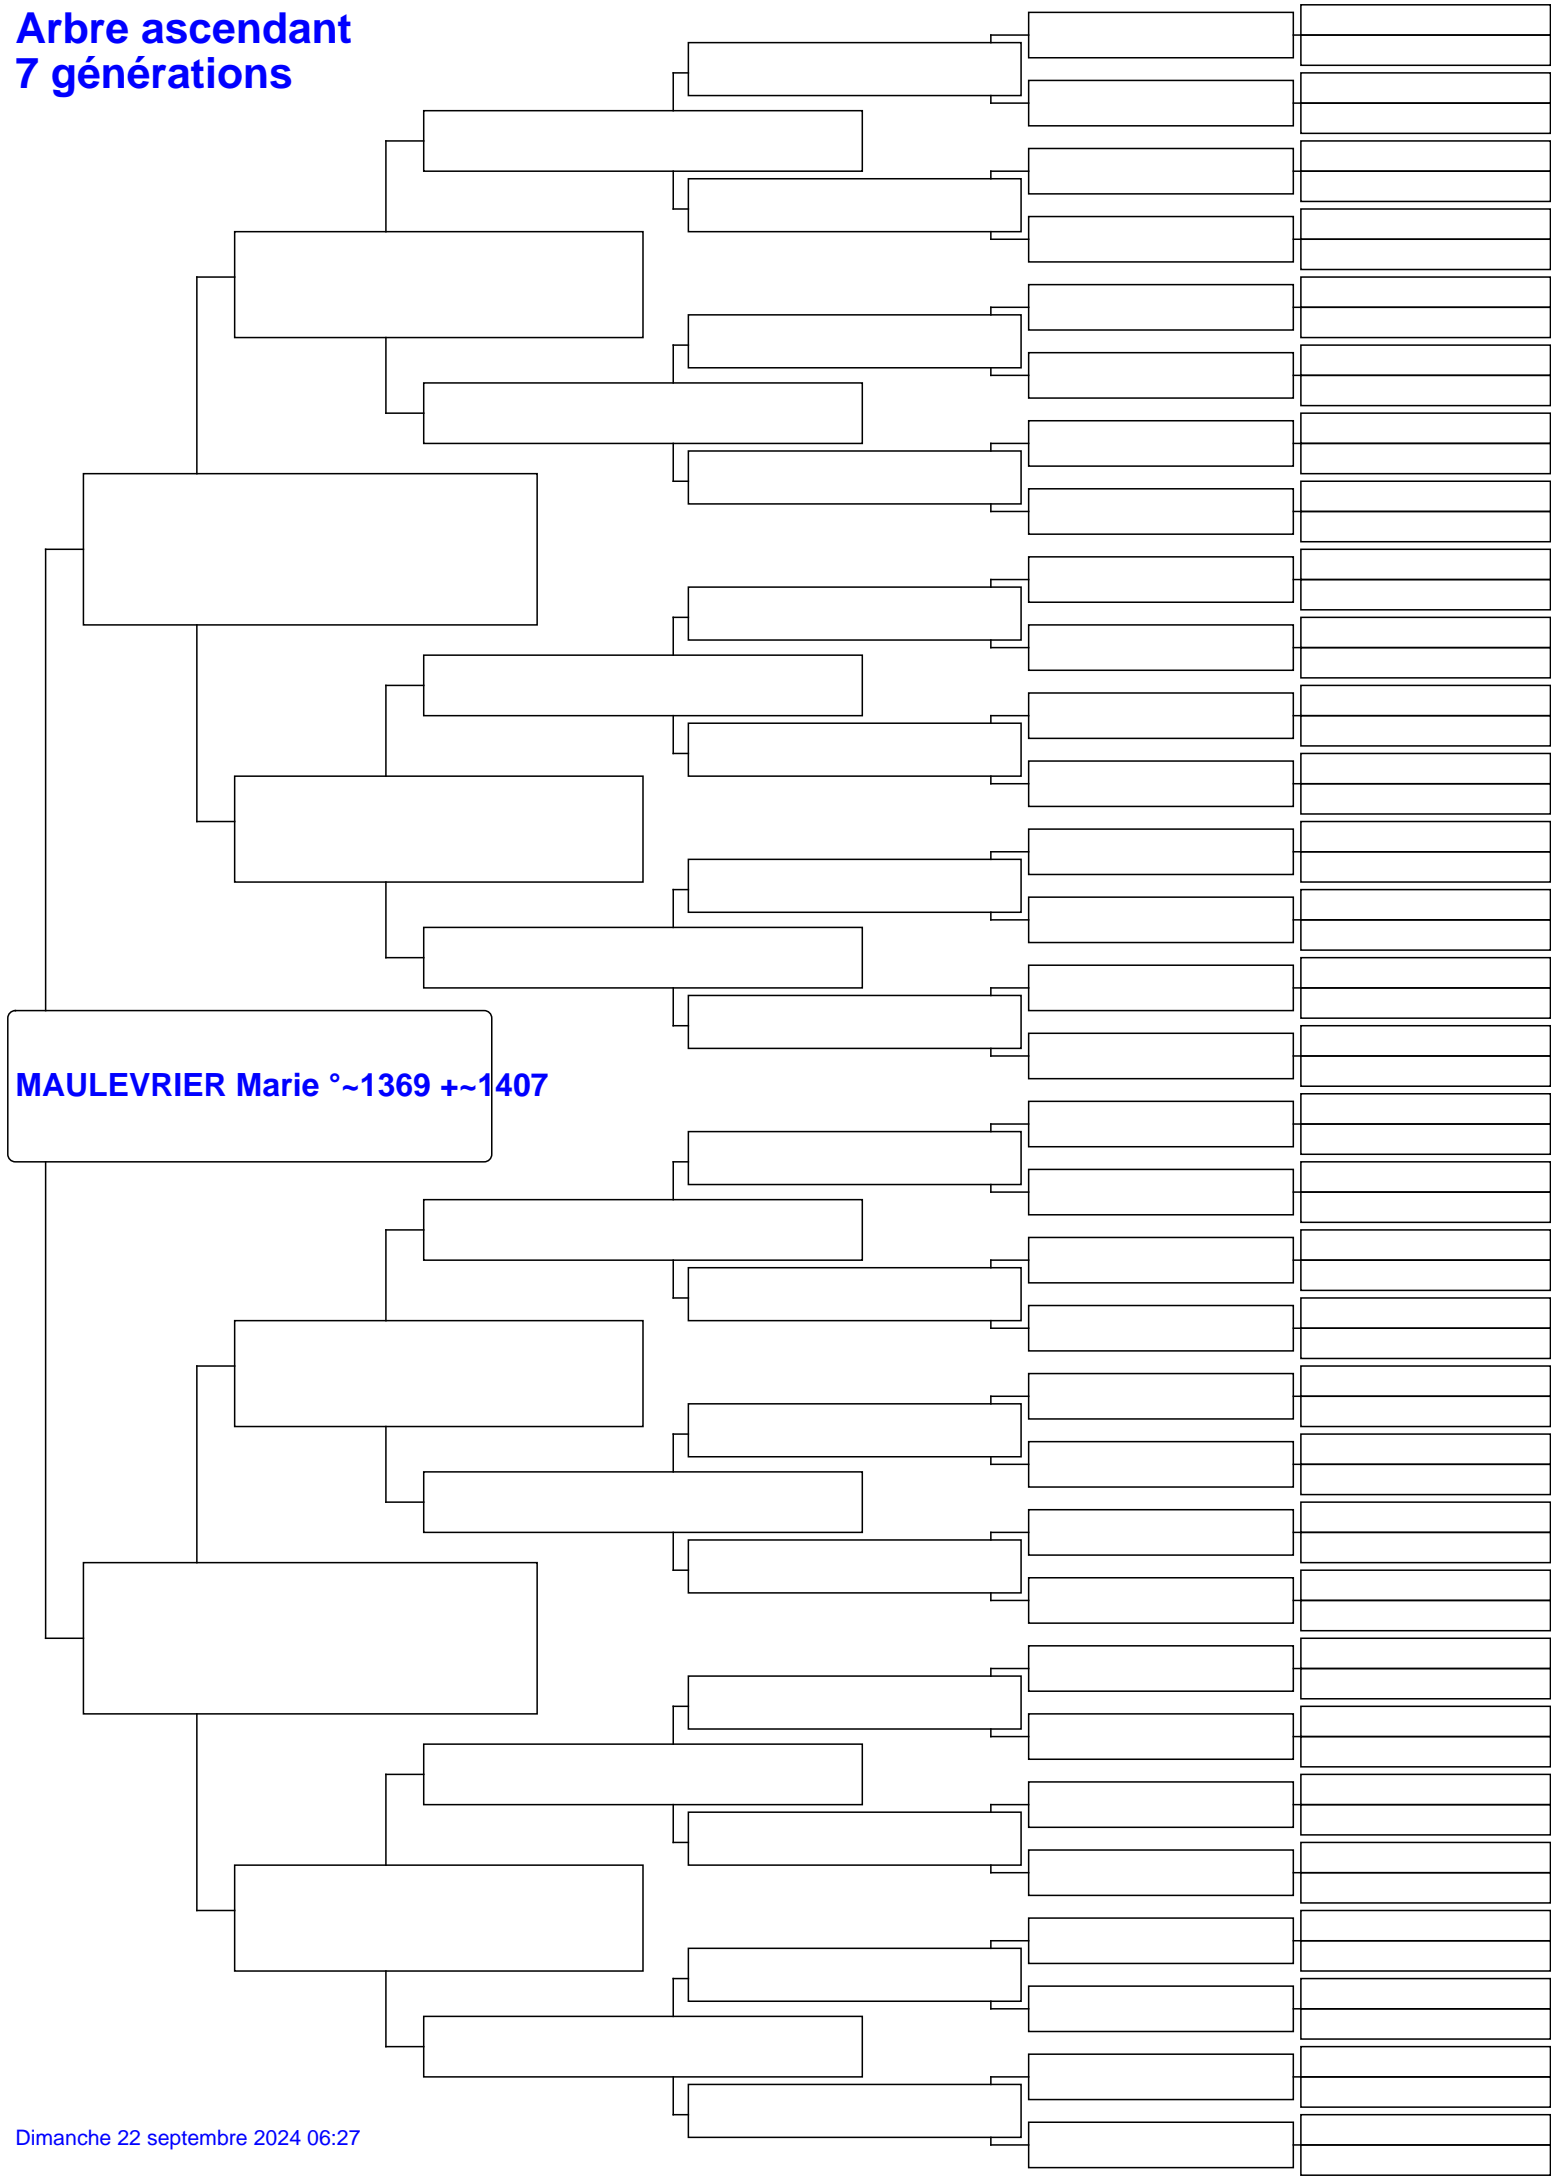 Arbre ascendant
7 générations
MAULEVRIER Marie °~1369 +~1407
Dimanche 22 septembre 2024 06:27